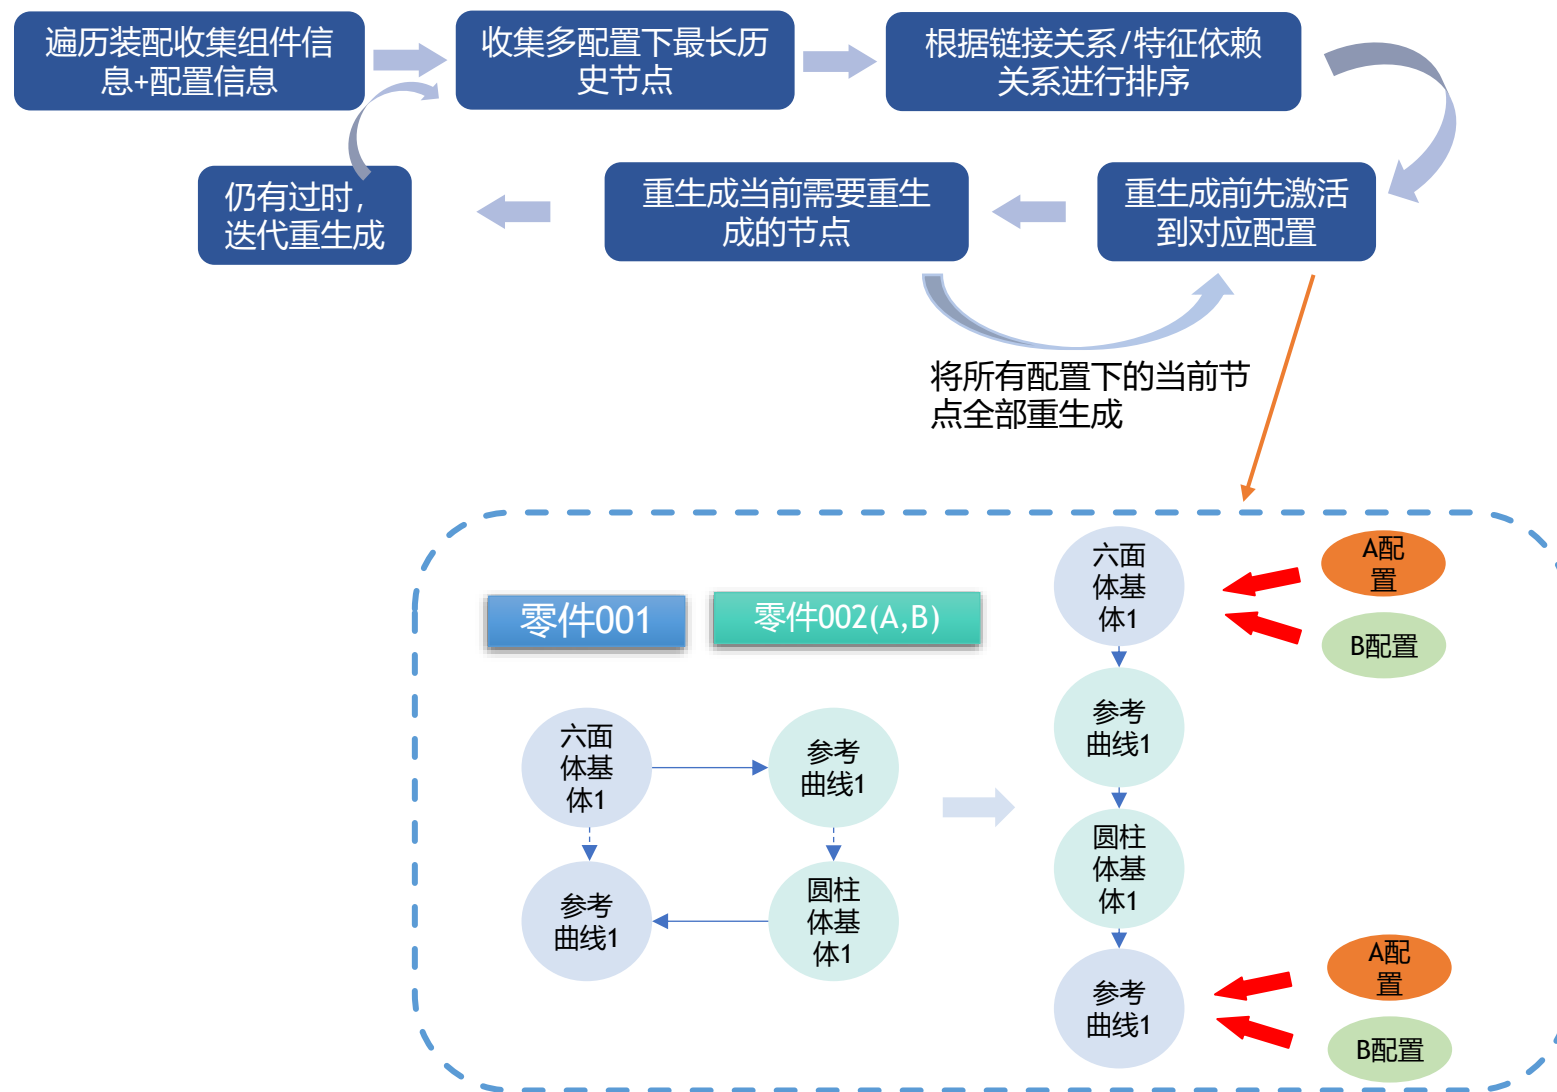 遍历装配收集组件信
息+配置信息
收集多配置下最长历
史节点
根据链接关系/特征依赖
关系进行排序
仍有过时，
迭代重生成
重生成当前需要重生
成的节点
重生成前先激活
到对应配置
将所有配置下的当前节
点全部重生成
零件001
零件002(A,B)
六面
体基
体1
参考
曲线1
参考
曲线1
圆柱
体基
体1
六面
体基
体1
A配
置
B配置
参考
曲线1
圆柱
体基
体1
参考
曲线1
A配
置
B配置